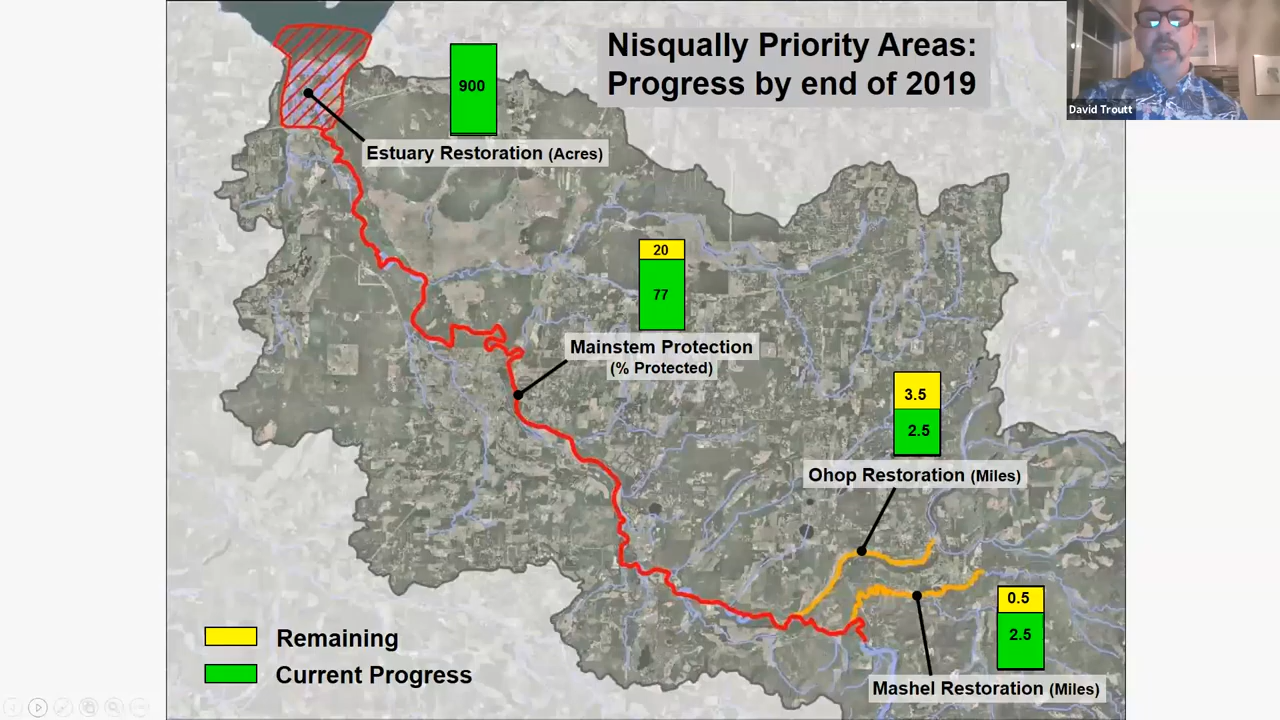 Nisqually Priority Areas:
Progress by end of 2019
David Troutt
900
Estuary Restoration (Acres)
20
77
Mainstem Protection
(% Protected)
3.5
2.5
Ohop Restoration (Miles)
0.5
2.5
Mashel Restoration (Miles)
Remaining
Current Progress